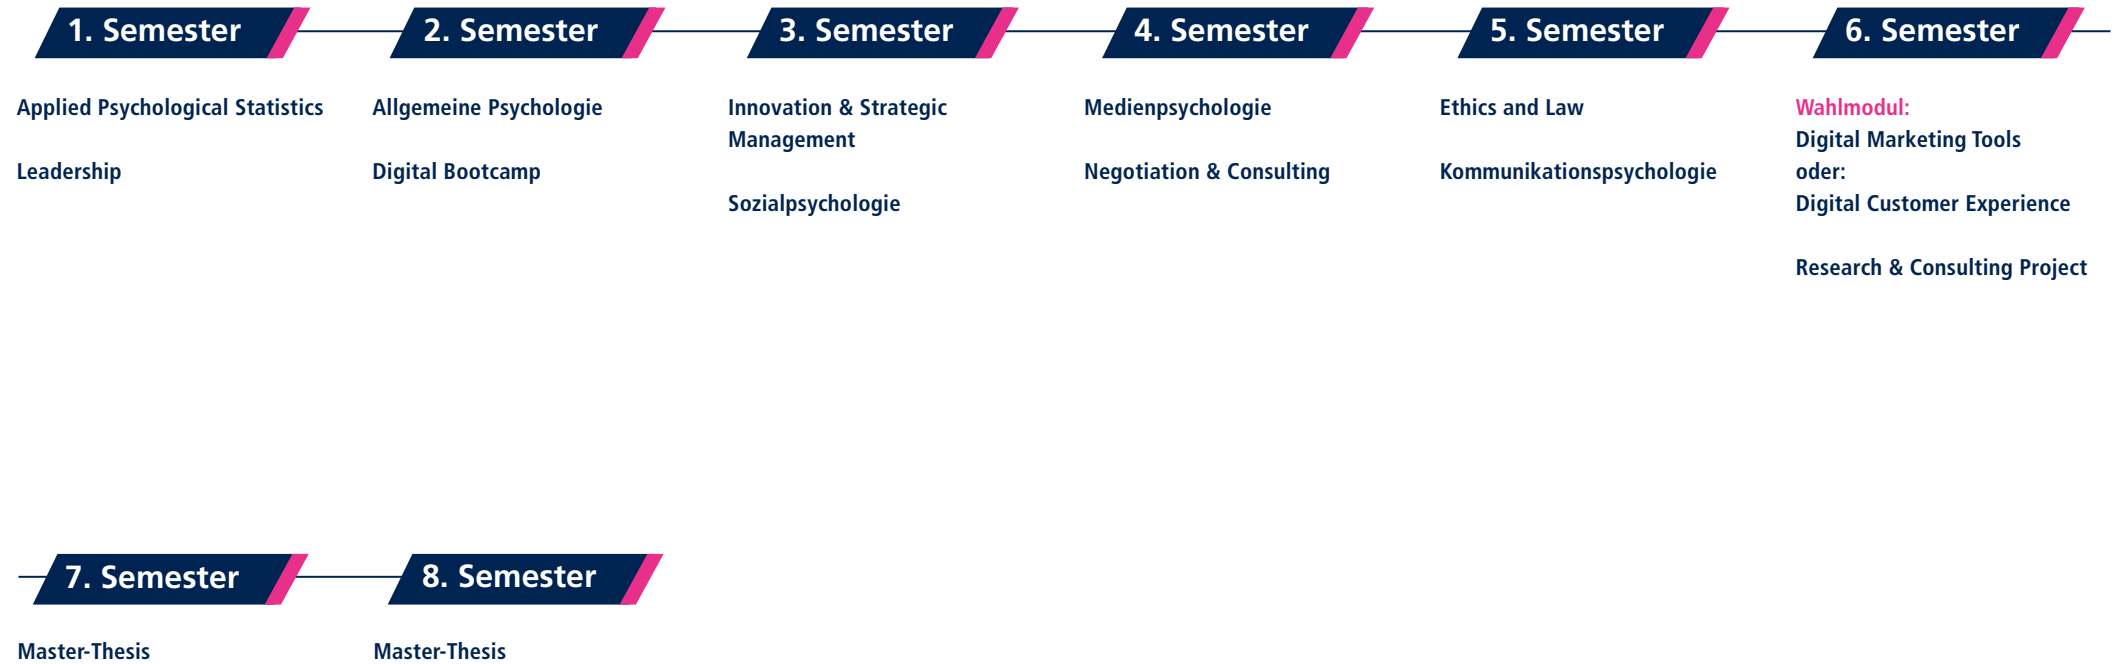 1. Semester
Applied Psychological Statistics
Leadership
2. Semester
Allgemeine Psychologie
Digital Bootcamp
3. Semester
Innovation & Strategic
Management
Sozialpsychologie
4. Semester
Medienpsychologie
Negotiation & Consulting
5. Semester
Ethics and Law
Kommunikationspsychologie
6. Semester
Wahlmodul:
Digital Marketing Tools
oder:
Digital Customer Experience
Research & Consulting Project
7. Semester
Master-Thesis
8. Semester
Master-Thesis